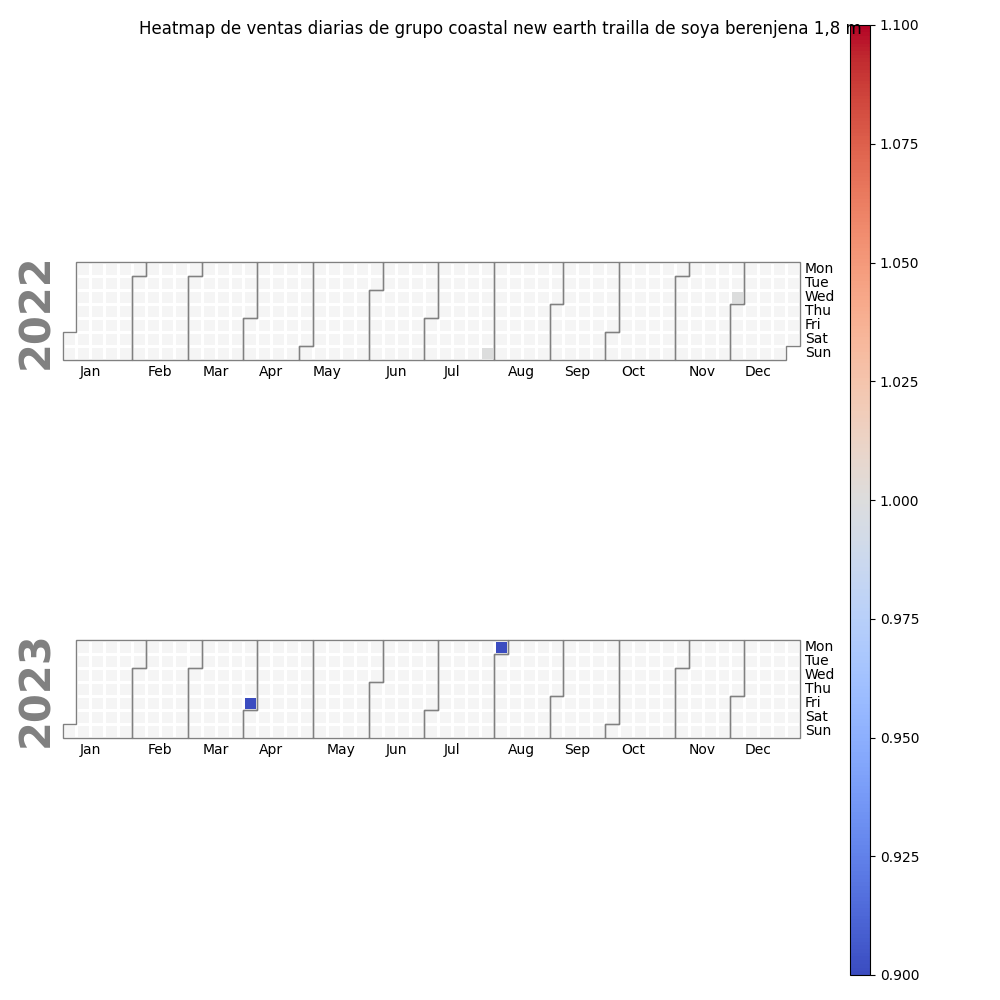 Heatmap de ventas diarias de grupo coastal new earth trailla de soya berenjena 1,8 m
1.100
1.075
1.050
1.025
1.000
0.975
0.950
0.925
0.900
2022
Mon
Tue
Wed
Thu
Fri
Sat
Sun
Jan Feb Mar Apr May Jun Jul Aug Sep Oct Nov Dec
2023
Mon
Tue
Wed
Thu
Fri
Sat
Sun
Jan Feb Mar Apr May Jun Jul Aug Sep Oct Nov Dec